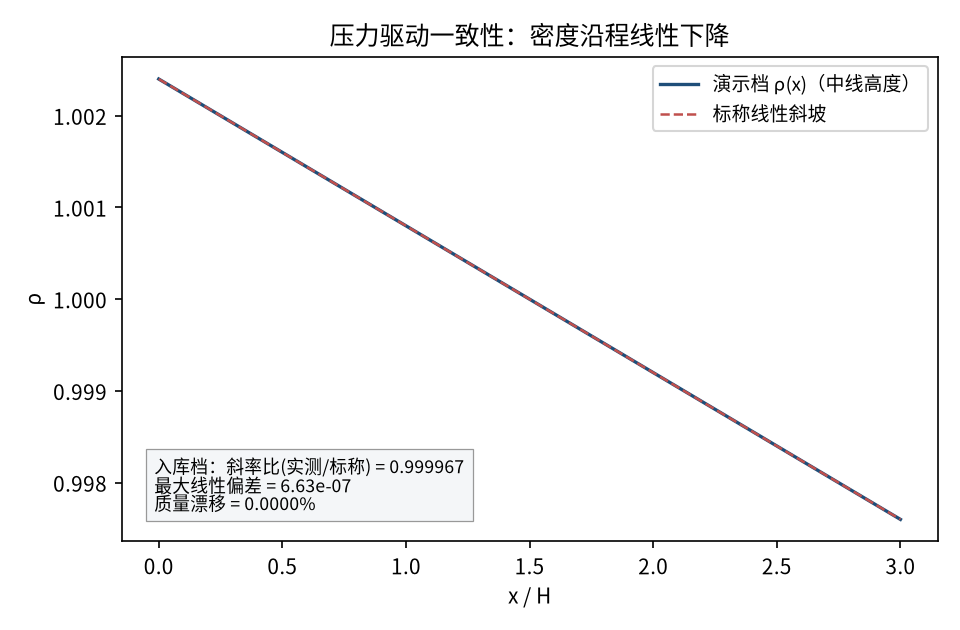 压力驱动一致性：密度沿程线性下降
演示档 ρ(x)（中线高度）
标称线性斜坡
1.002
1.001
1.000
0.999
0.998
ρ
入库档：斜率比(实测/标称) = 0.999967
最大线性偏差 = 6.63e-07
质量漂移 = 0.0000%
0.0 0.5 1.0 1.5 2.0 2.5 3.0
x / H